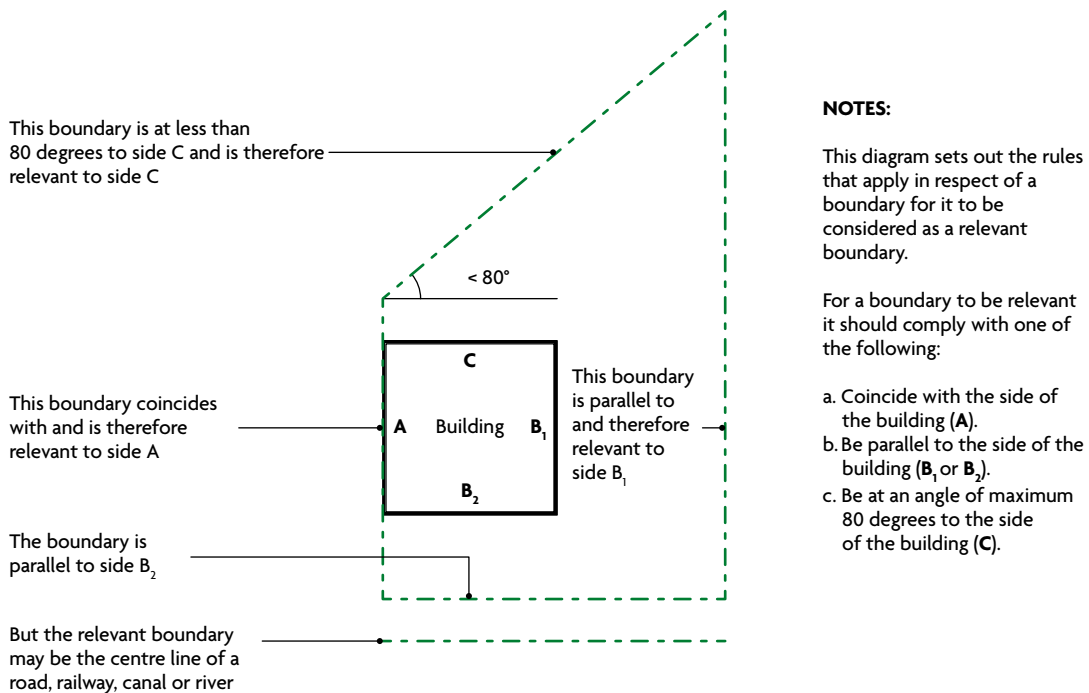 This boundary is at less than
80 degrees to side C and is therefore
relevant to side C
< 80°
This boundary coincides
with and is therefore
relevant to side A
C
A
Building
B₁
B₂
This boundary
is parallel to
and therefore
relevant to
side B₁
The boundary is
parallel to side B₂
But the relevant boundary
may be the centre line of a
road, railway, canal or river
NOTES:
This diagram sets out the rules
that apply in respect of a
boundary for it to be
considered as a relevant
boundary.
For a boundary to be relevant
it should comply with one of
the following:
a. Coincide with the side of
the building (A).
b. Be parallel to the side of the
building (B₁ or B₂).
c. Be at an angle of maximum
80 degrees to the side
of the building (C).